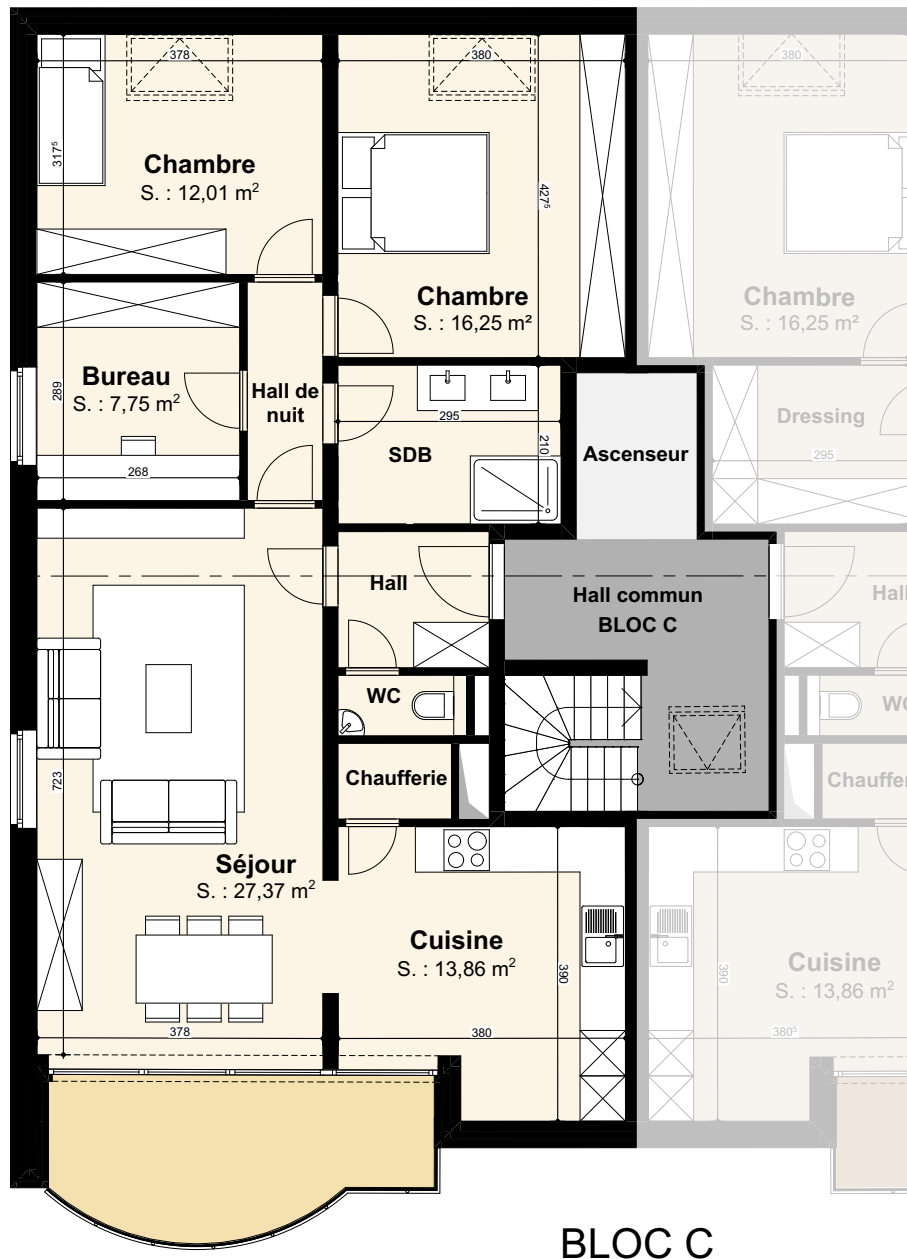 378
380
380
317⁵
Chambre
S. : 12,01 m²
427⁵
Chambre
S. : 16,25 m²
Chambre
S. : 16,25 m²
289
Bureau
S. : 7,75 m²
268
Hall de
nuit
295
SDB
210
Ascenseur
Dressing
295
Hall
Hall commun
BLOC C
Hall
WC
WC
Chaufferie
Chauffer
723
Séjour
S. : 27,37 m²
Cuisine
S. : 13,86 m²
390
390
Cuisine
S. : 13,86 m²
378
380
380⁵
BLOC C